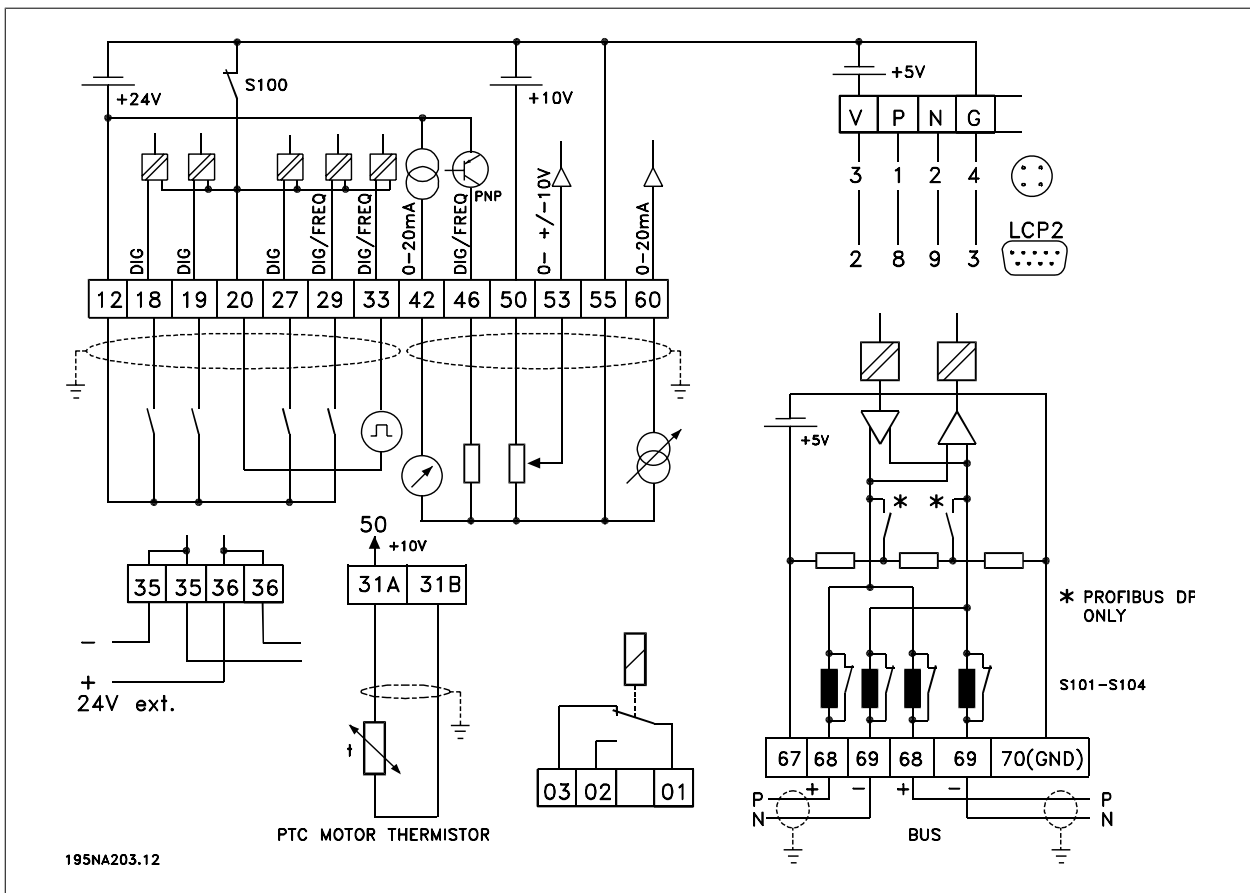 +24V
S100
+10V
+5V
V P N G
3 1 2 4
LCP2
2 8 9 3
DIG DIG DIG DIG/FREQ DIG/FREQ 0-20mA DIG/FREQ PNP 0- +/-10V 0-20mA
12 18 19 20 27 29 33 42 46 50 53 55 60
+5V
* *
50
+10V
35 35 36 36
31A 31B
-
+
24V ext.
t
PTC MOTOR THERMISTOR
03 02 01
* PROFIBUS DP
ONLY
S101-S104
67 68 69 68 69 70(GND)
+ - + -
P P
N N
BUS
195NA203.12